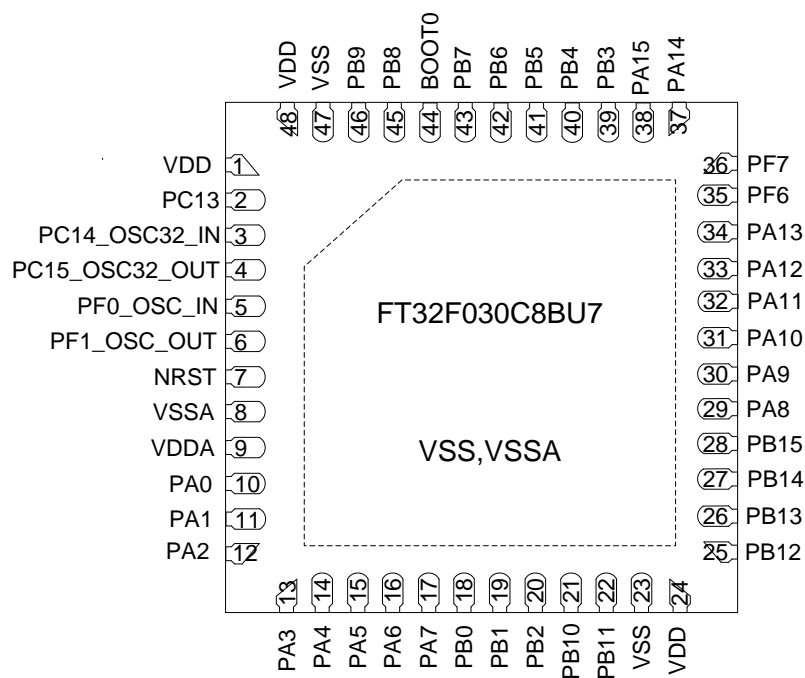 VDD
VSS
PB9
PB8
BOOT0
PB7
PB6
PB5
PB4
PB3
PA15
PA14
48
47
46
45
44
43
42
41
40
39
38
37
VDD 1
PC13 2
PC14_OSC32_IN 3
PC15_OSC32_OUT 4
PF0_OSC_IN 5
PF1_OSC_OUT 6
NRST 7
VSSA 8
VDDA 9
PA0 10
PA1 11
PA2 12
FT32F030C8BU7
VSS,VSSA
36 PF7
35 PF6
34 PA13
33 PA12
32 PA11
31 PA10
30 PA9
29 PA8
28 PB15
27 PB14
26 PB13
25 PB12
13
14
15
16
17
18
19
20
21
22
23
24
PA3
PA4
PA5
PA6
PA7
PB0
PB1
PB2
PB10
PB11
VSS
VDD